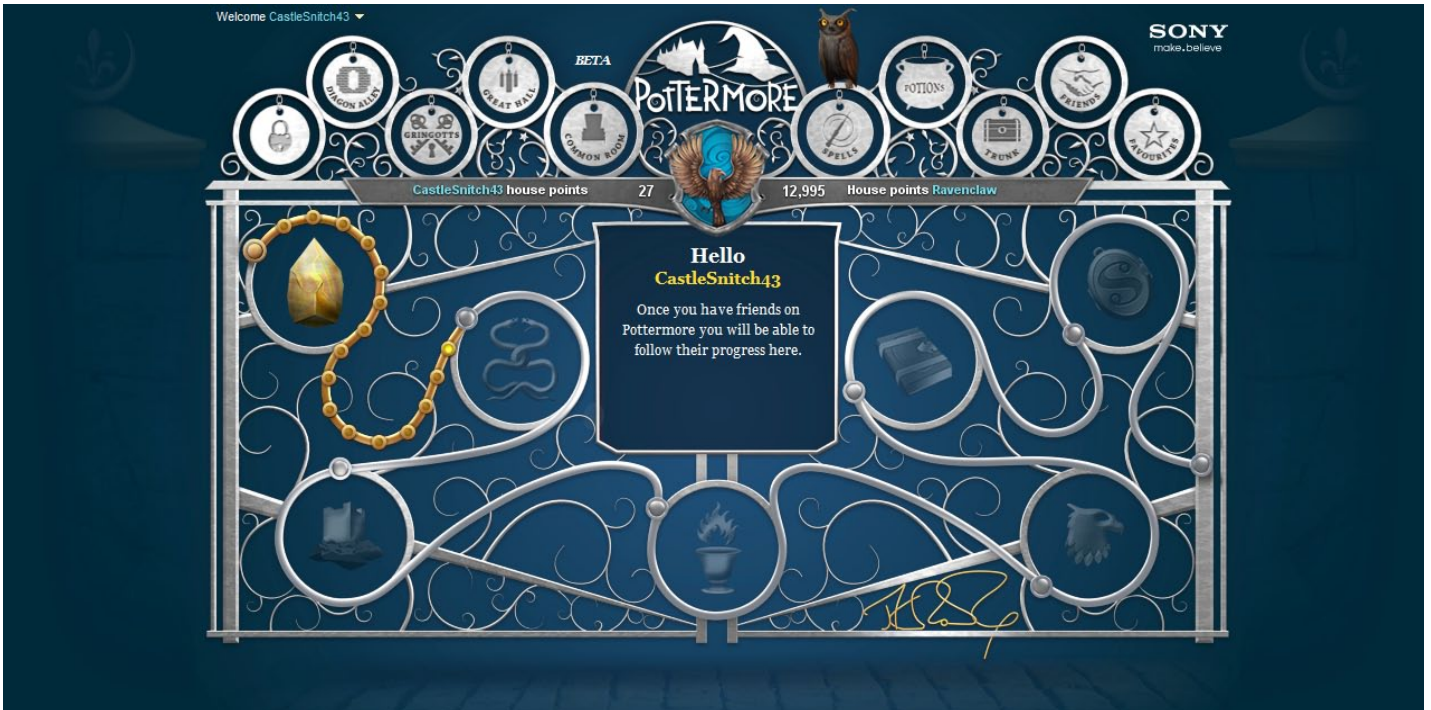 Welcome CastleSnitch43
SONY
make.believe
BETA
POTTERMORE
DIAGON ALLEY
GREAT HALL
POTIONS
FRIENDS
GRINGOTTS
COMMON ROOM
SPELLS
TRUNK
FAVOURITES
CastleSnitch43 house points 27 12,995 House points Ravenclaw
Hello
CastleSnitch43
Once you have friends on
Pottermore you will be able to
follow their progress here.